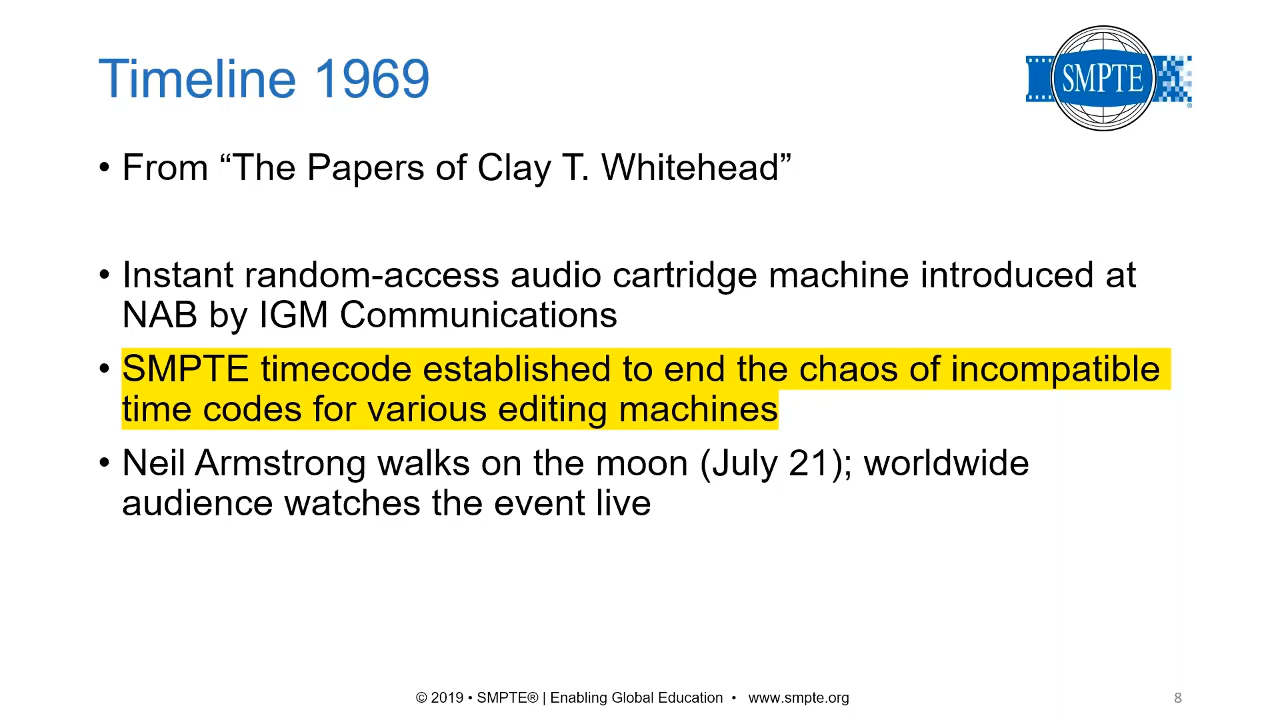 Timeline 1969
SMPTE
• From “The Papers of Clay T. Whitehead”
• Instant random-access audio cartridge machine introduced at
NAB by IGM Communications
• SMPTE timecode established to end the chaos of incompatible
time codes for various editing machines
• Neil Armstrong walks on the moon (July 21); worldwide
audience watches the event live
© 2019 • SMPTE® | Enabling Global Education • www.smpte.org
8